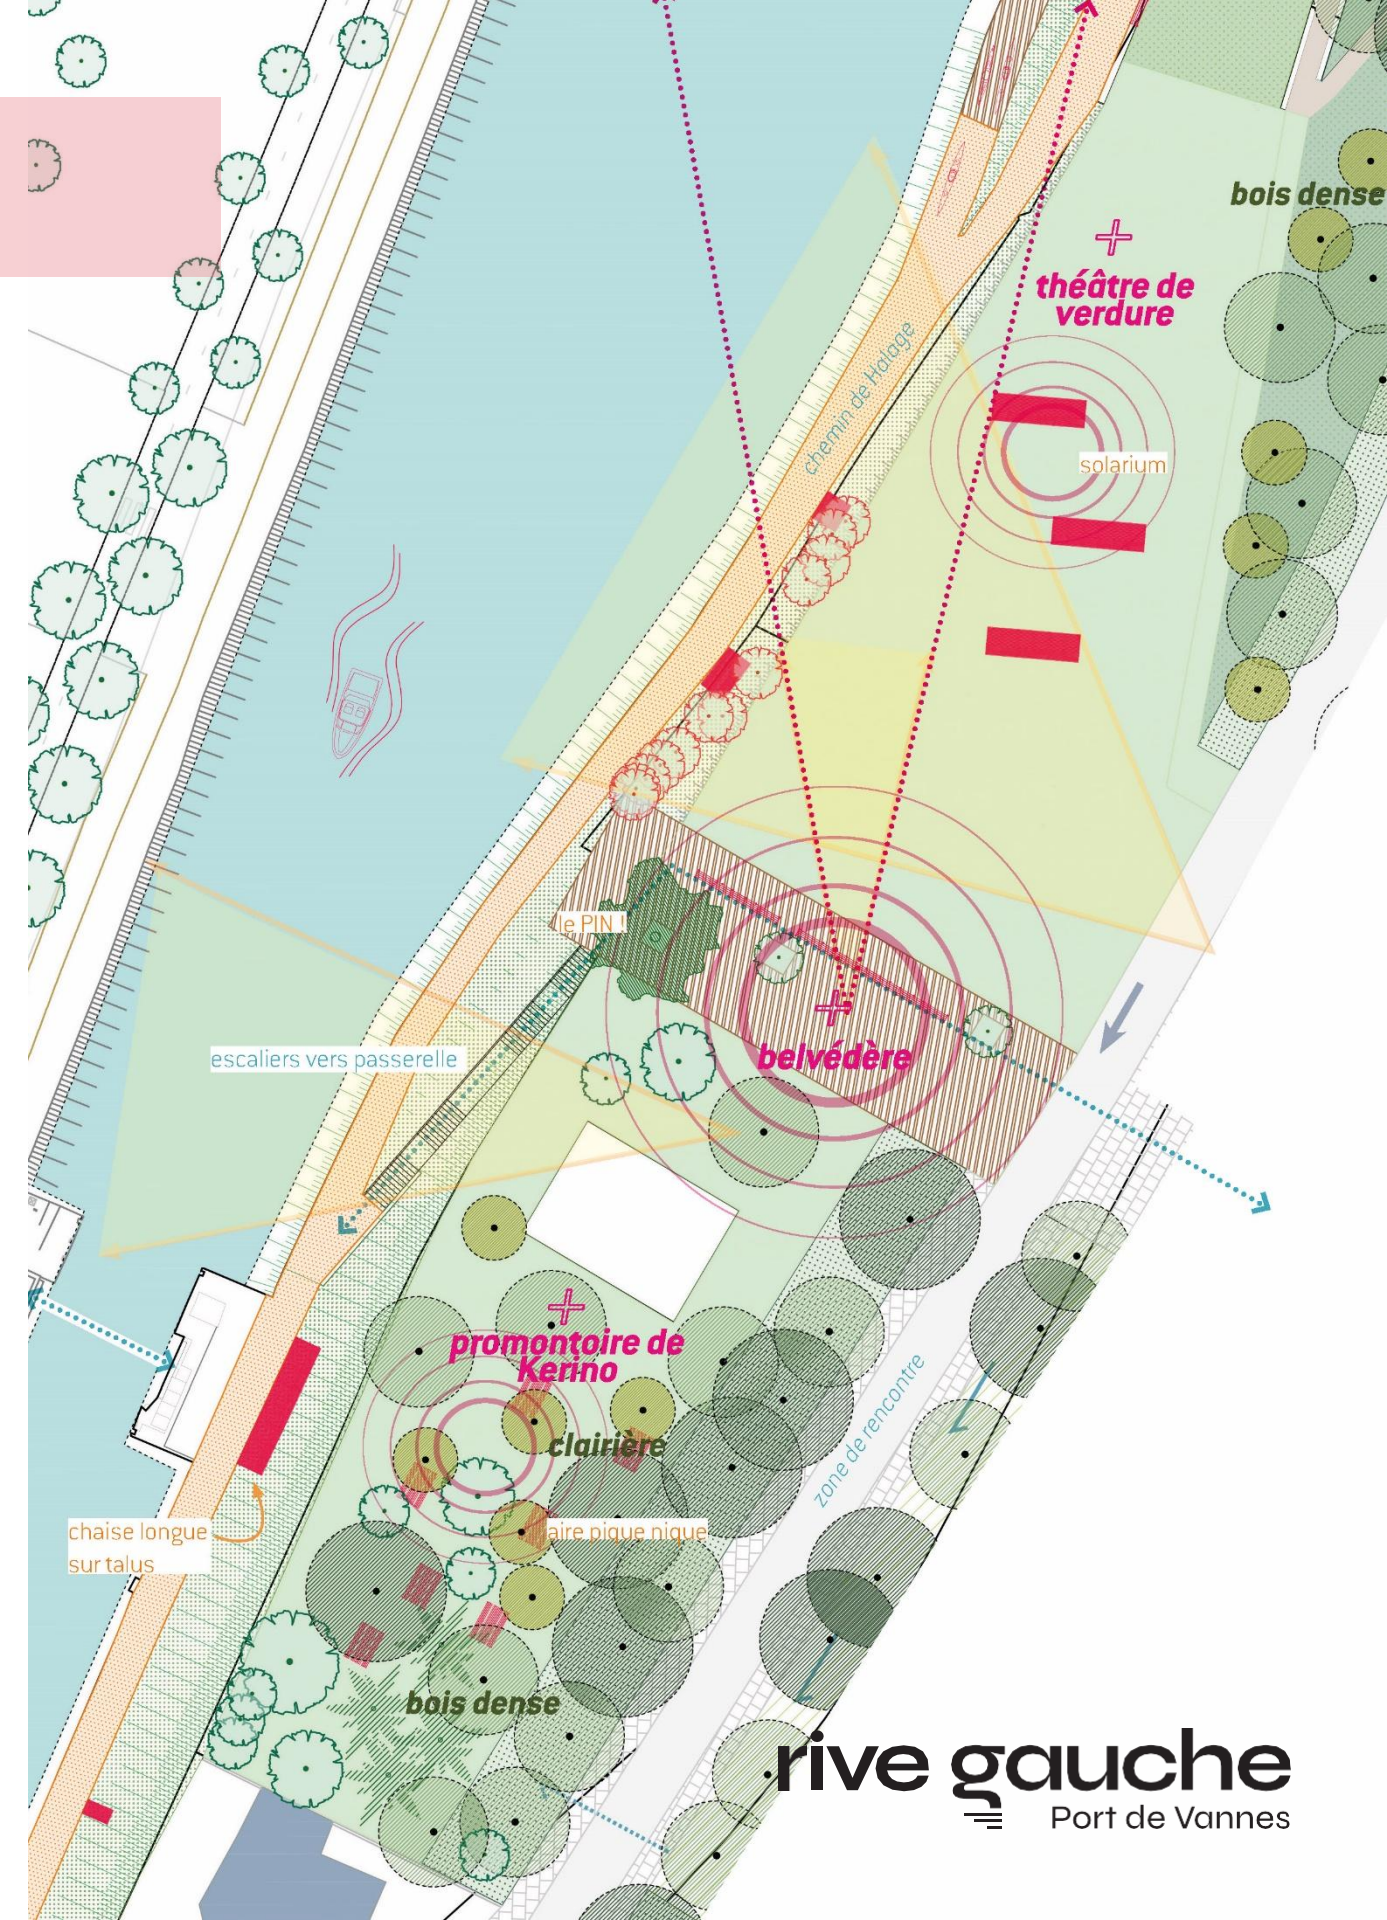 bois dense
théâtre de
verdure
chemin de Halage
solarium
le PIN !
escaliers vers passerelle
belvédère
promontoire de
Kerino
clairière
zone de rencontre
chaise longue
sur talus
aire pique nique
bois dense
rive gauche
Port de Vannes